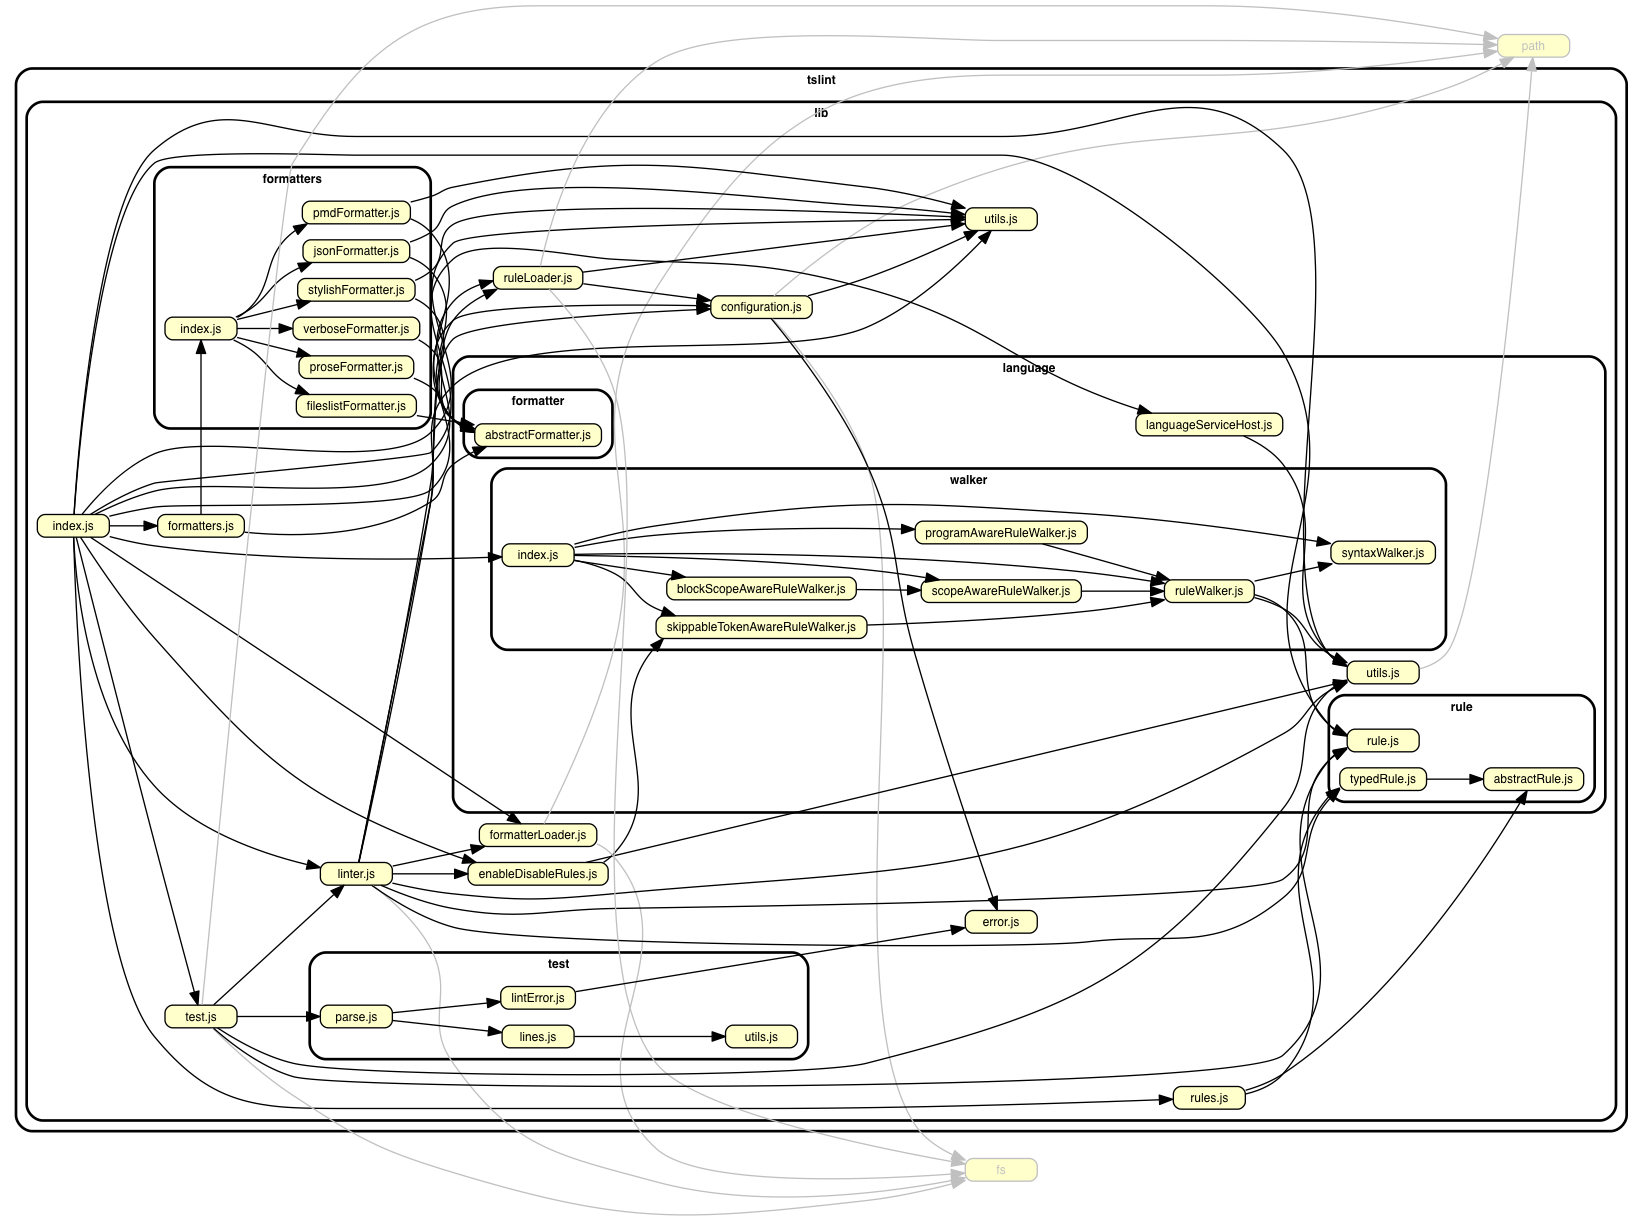 path
tslint
lib
formatters
pmdFormatter.js
utils.js
jsonFormatter.js
ruleLoader.js
stylishFormatter.js
configuration.js
index.js
verboseFormatter.js
proseFormatter.js
language
fileslistFormatter.js
formatter
languageServiceHost.js
abstractFormatter.js
walker
index.js
formatters.js
programAwareRuleWalker.js
index.js
syntaxWalker.js
blockScopeAwareRuleWalker.js
scopeAwareRuleWalker.js
ruleWalker.js
skippableTokenAwareRuleWalker.js
utils.js
rule
rule.js
typedRule.js
abstractRule.js
formatterLoader.js
linter.js
enableDisableRules.js
error.js
test
lintError.js
test.js
parse.js
lines.js
utils.js
rules.js
fs